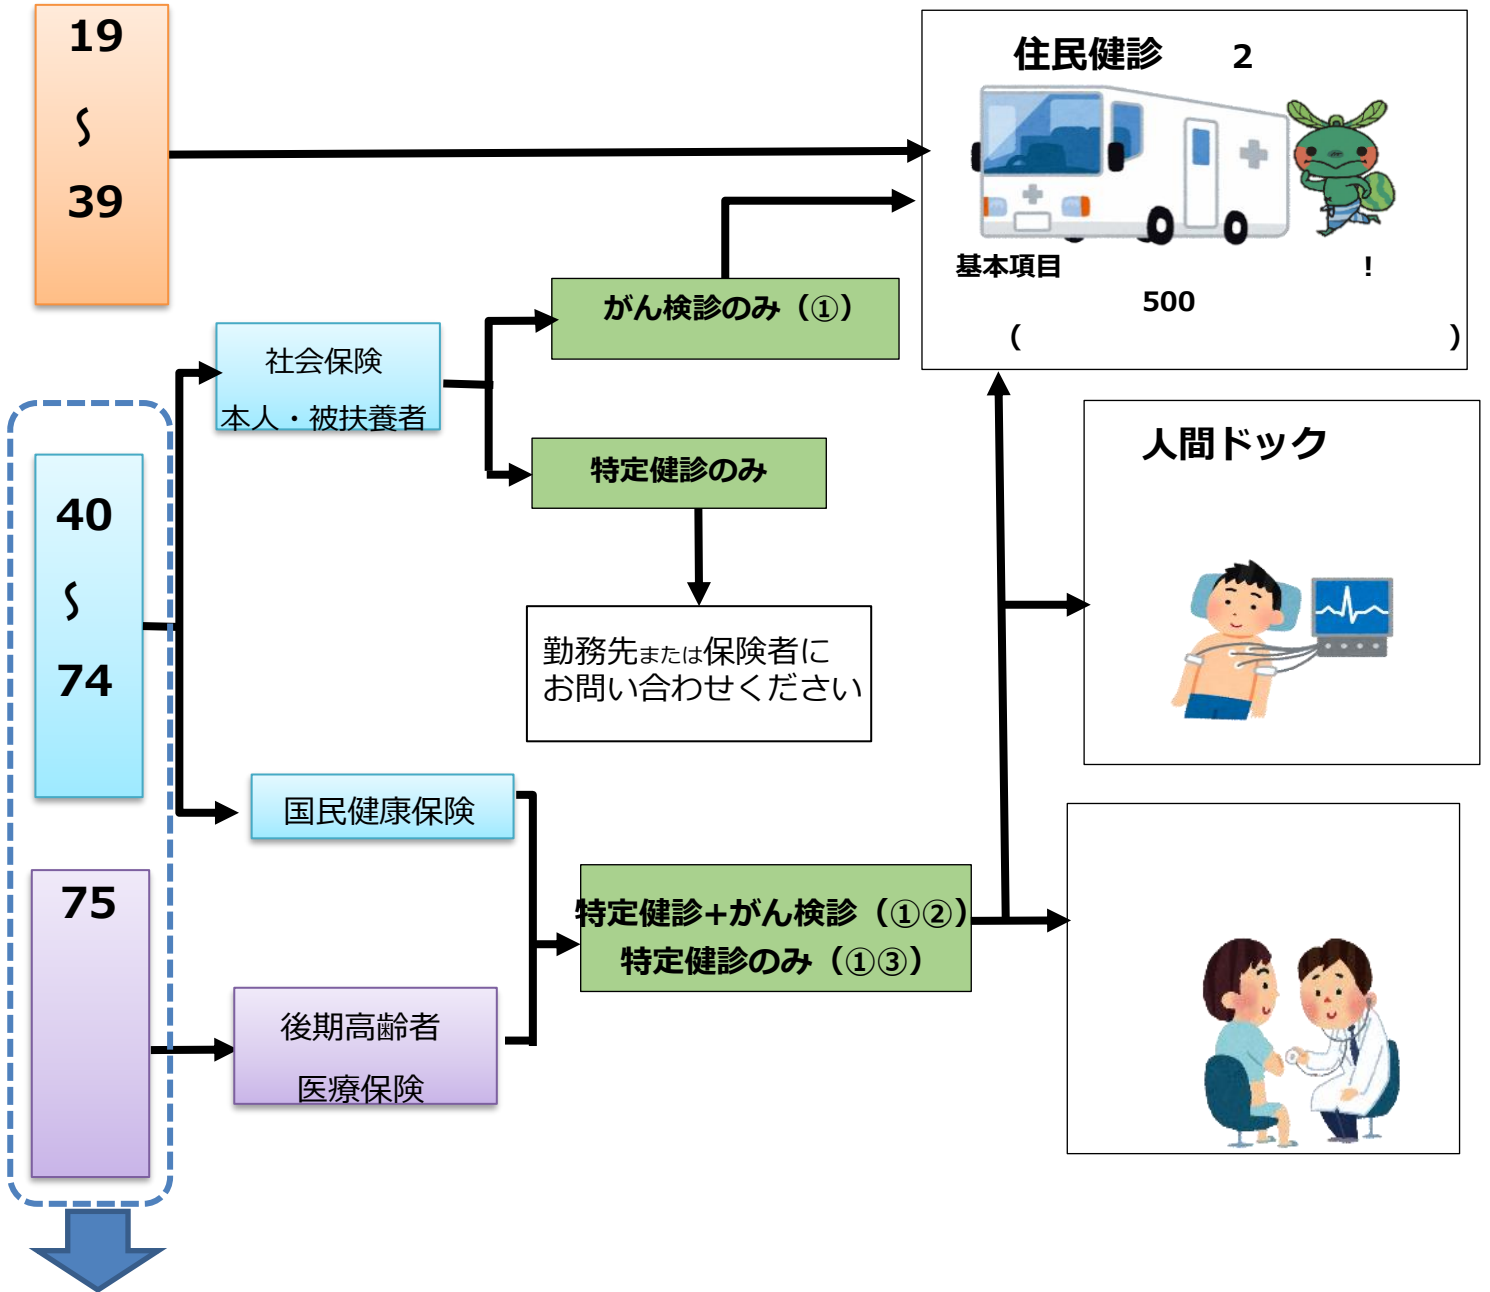 19
〜
39
住民健診 2
基本項目 !
500
( )
がん検診のみ（①）
社会保険
本人・被扶養者
特定健診のみ
人間ドック
40
〜
74
勤務先または保険者に
お問い合わせください
国民健康保険
75
特定健診+がん検診（①②）
特定健診のみ（①③）
後期高齢者
医療保険